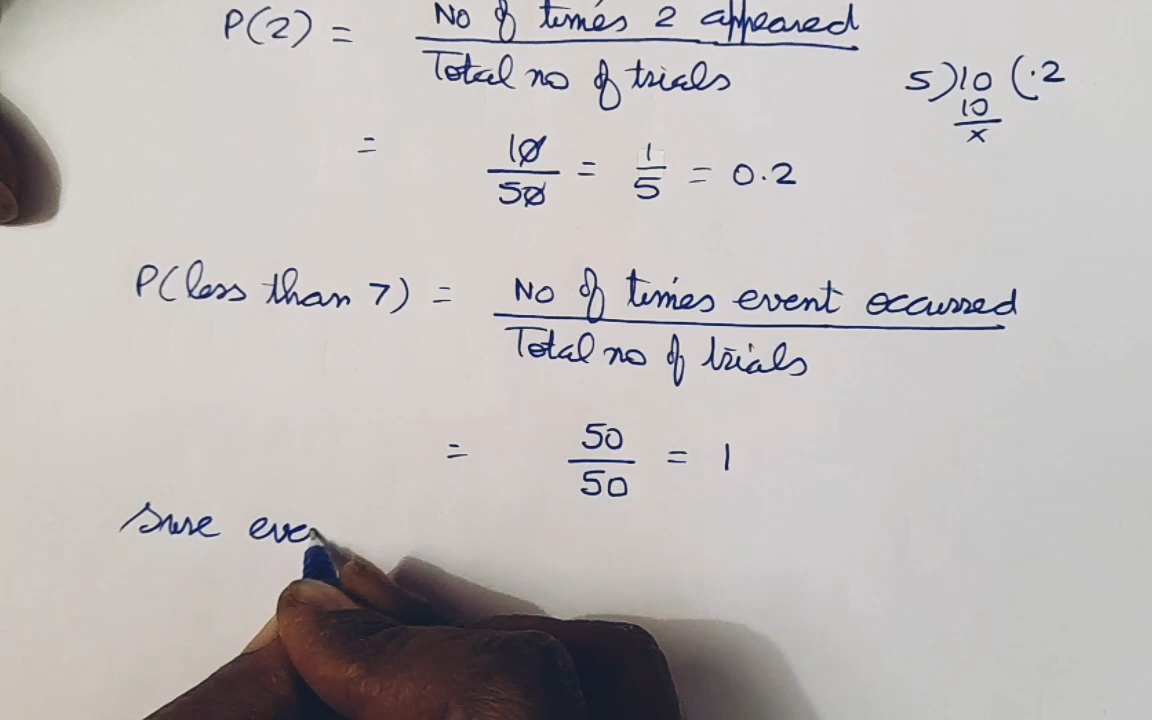 P(2) = No of times 2 appeared / Total no of trials
5)10(.2
10
x
= 10/50 = 1/5 = 0.2
P(less than 7) = No of times event occurred / Total no of trials
= 50/50 = 1
Sure eve